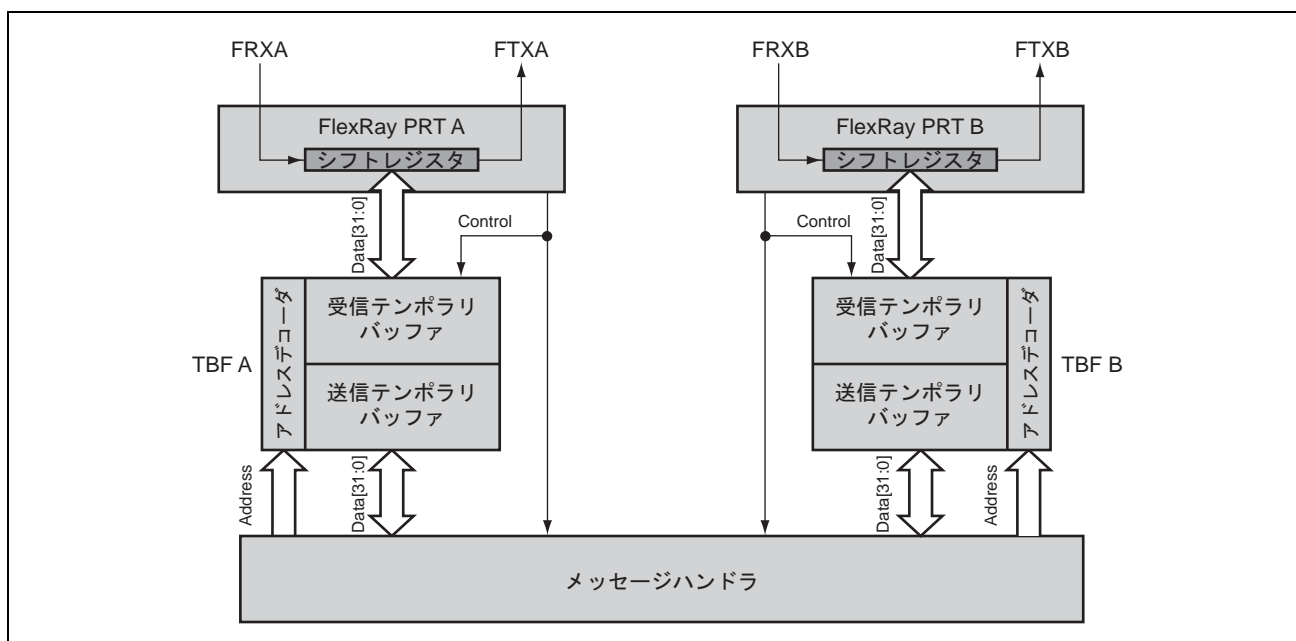 FRXA
FTXA
FRXB
FTXB
FlexRay PRT A
シフトレジスタ
FlexRay PRT B
シフトレジスタ
Data[31:0]
Control
Control
Data[31:0]
TBF A
アドレスデコーダ
受信テンポラリ
バッファ
送信テンポラリ
バッファ
受信テンポラリ
バッファ
送信テンポラリ
バッファ
アドレスデコーダ
TBF B
Address
Data[31:0]
Data[31:0]
Address
メッセージハンドラ